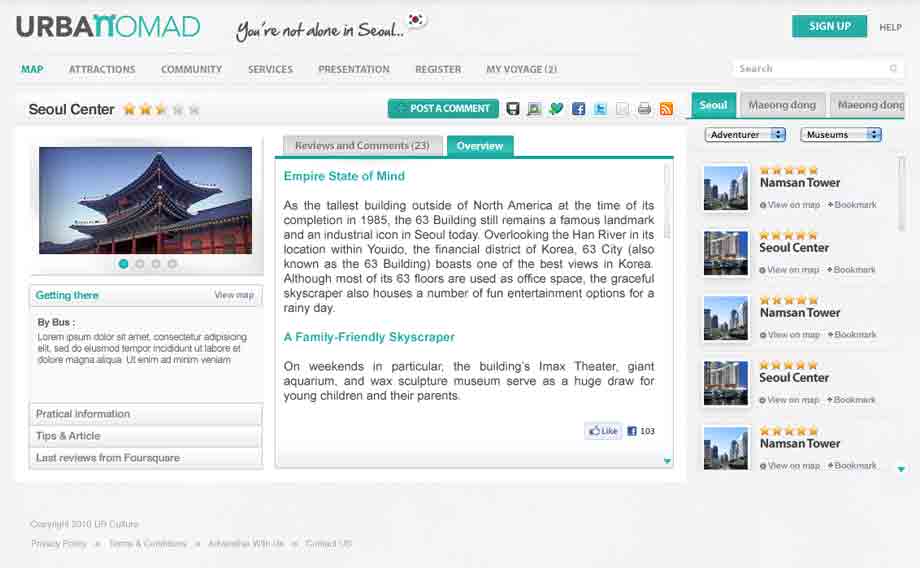 URBANNOMAD
You're not alone in Seoul...
SIGN UP
HELP
MAP ATTRACTIONS COMMUNITY SERVICES PRESENTATION REGISTER MY VOYAGE (2)
Search
Seoul Center
POST A COMMENT
Reviews and Comments (23)
Overview
Empire State of Mind
As the tallest building outside of North America at the time of its
completion in 1985, the 63 Building still remains a famous landmark
and an industrial icon in Seoul today. Overlooking the Han River in its
location within Youido, the financial district of Korea, 63 City (also
known as the 63 Building) boasts one of the best views in Korea.
Although most of its 63 floors are used as office space, the graceful
skyscraper also houses a number of fun entertainment options for a
rainy day.
A Family-Friendly Skyscraper
On weekends in particular, the building's Imax Theater, giant
aquarium, and wax sculpture museum serve as a huge draw for
young children and their parents.
Like
103
Getting there
View map
By Bus :
Lorem ipsum dolor sit amet, consectetur adipisicing
elit, sed do eiusmod tempor incididunt ut labore et
dolore magna aliqua. Ut enim ad minim veniam
Pratical information
Tips & Article
Last reviews from Foursquare
Seoul
Maeong dong
Maeong dong
Adventurer
Museums
Namsan Tower
View on map Bookmark
Seoul Center
View on map Bookmark
Namsan Tower
View on map Bookmark
Seoul Center
View on map Bookmark
Namsan Tower
View on map Bookmark
Copyright 2010 UR Culture
Privacy Policy Terms & Conditions Advertise With Us Contact US